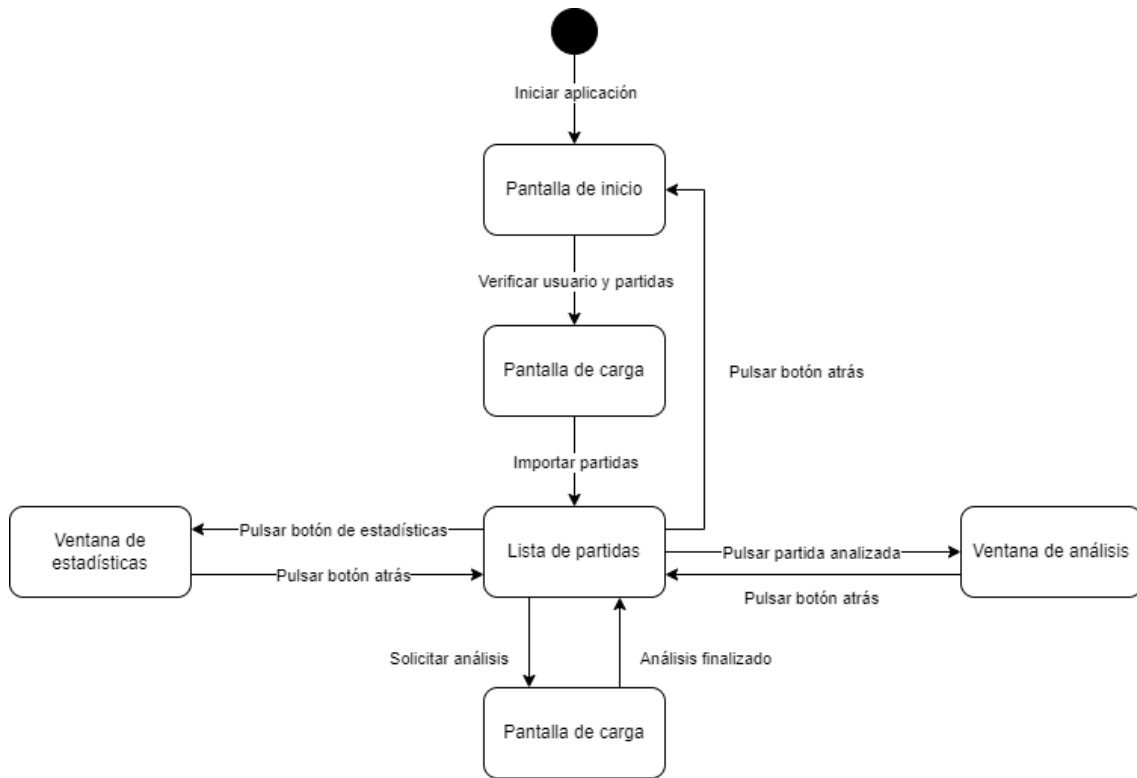 Iniciar aplicación
Pantalla de inicio
Verificar usuario y partidas
Pantalla de carga
Pulsar botón atrás
Importar partidas
Ventana de
estadísticas
Pulsar botón de estadísticas
Pulsar botón atrás
Lista de partidas
Pulsar partida analizada
Pulsar botón atrás
Ventana de análisis
Solicitar análisis
Análisis finalizado
Pantalla de carga